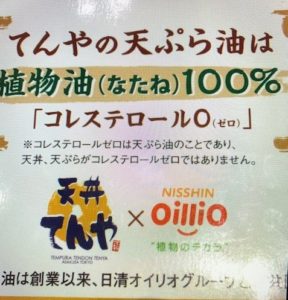 てんやの天ぷら油は
植物油(なたね)100%
「コレステロール0(ゼロ)」
※コレステロールゼロは天ぷら油のことであり、
天丼、天ぷらがコレステロールゼロではありません。
天丼
てんや
TEMPURA TENDON TENYA
ASAKUSA TOKYO
×
NISSHIN
OilliO
"植物のチカラ"
油は創業以来、日清オイリオグループと